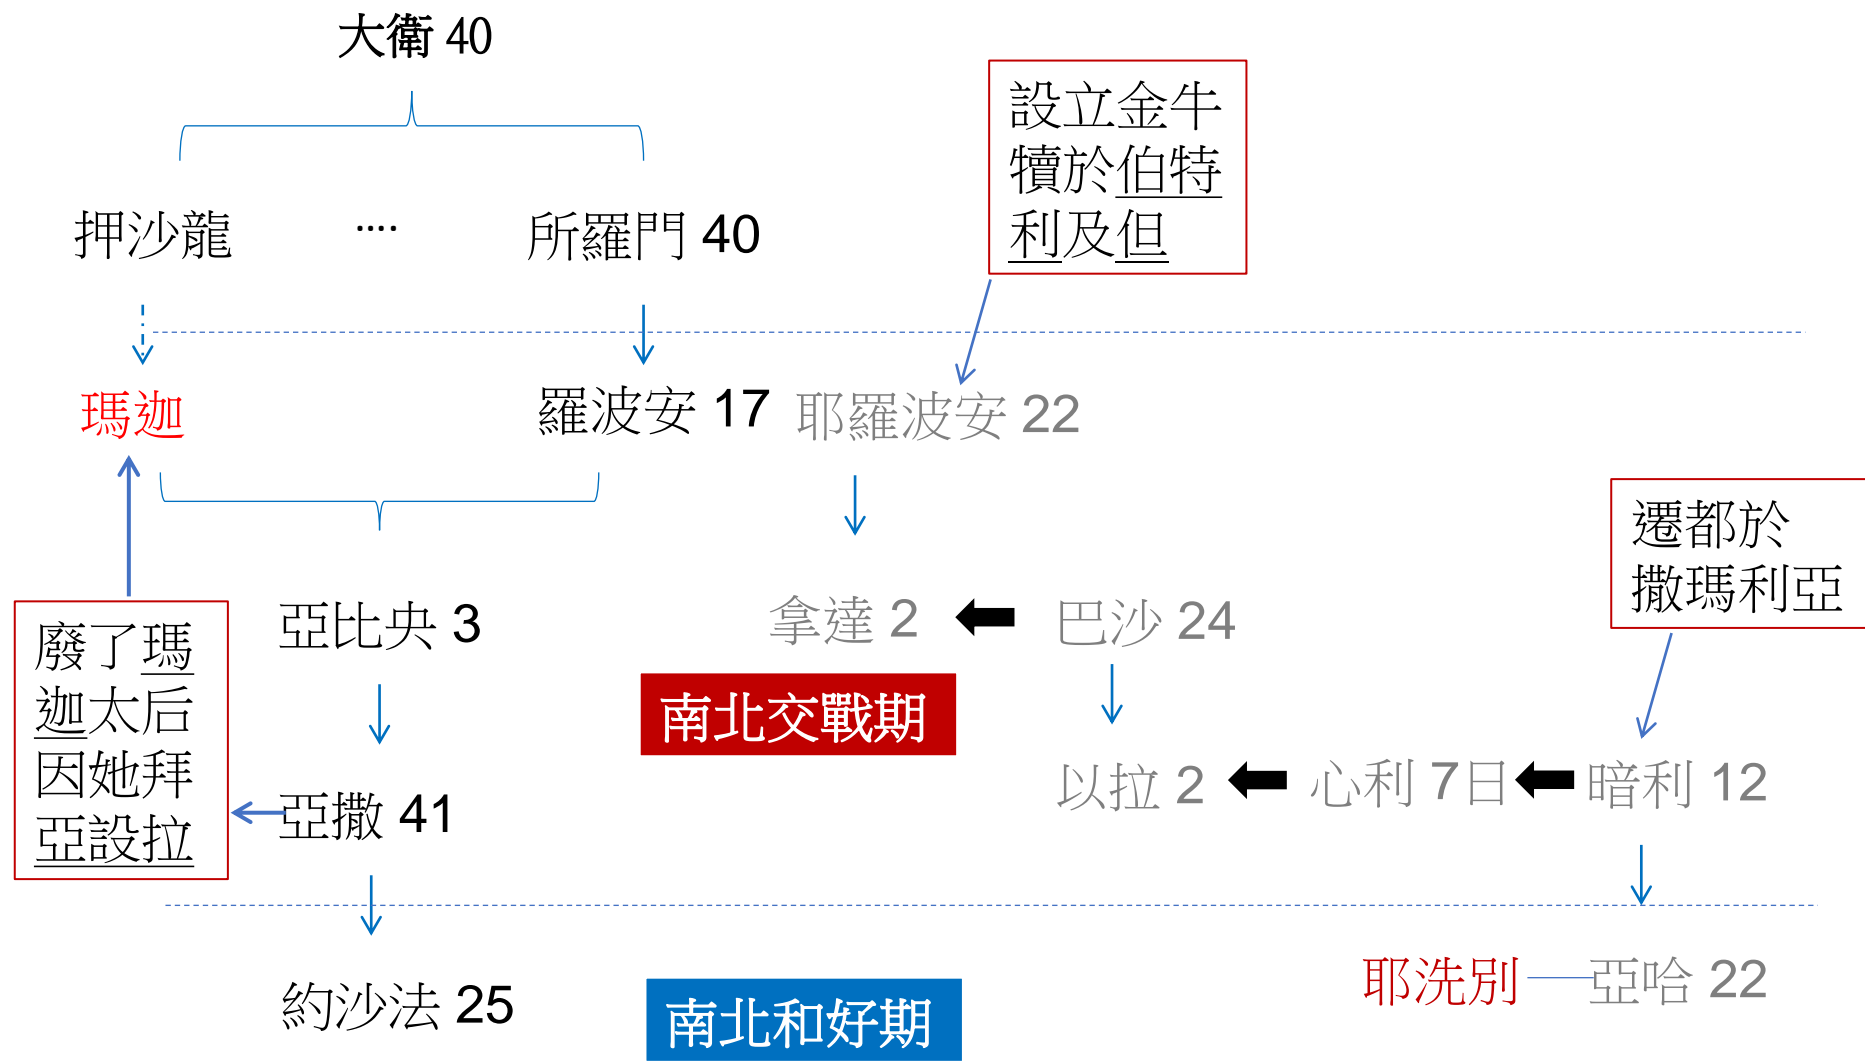 大衛 40
設立金牛
犢於伯特
利及但
押沙龍 .... 所羅門 40
瑪迦 羅波安 17 耶羅波安 22
遷都於
撒瑪利亞
亞比央 3 拿達 2 巴沙 24
廢了瑪
迦太后
因她拜
亞設拉
南北交戰期
亞撒 41 以拉 2 心利 7日 暗利 12
約沙法 25 南北和好期 耶洗別 亞哈 22